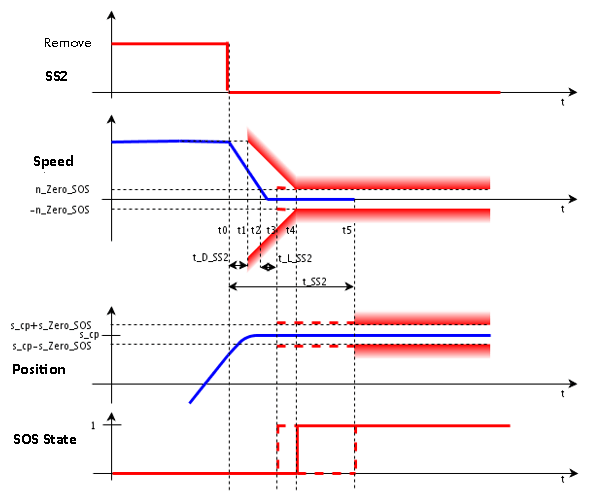 Remove
SS2
t
Speed
n_Zero_SOS
-n_Zero_SOS
t
t0 t1 t2 t3 t4 t5
t_D_SS2
t_L_SS2
t_SS2
s_cp+s_Zero_SOS
s_cp
s_cp-s_Zero_SOS
Position
t
1
SOS State
t